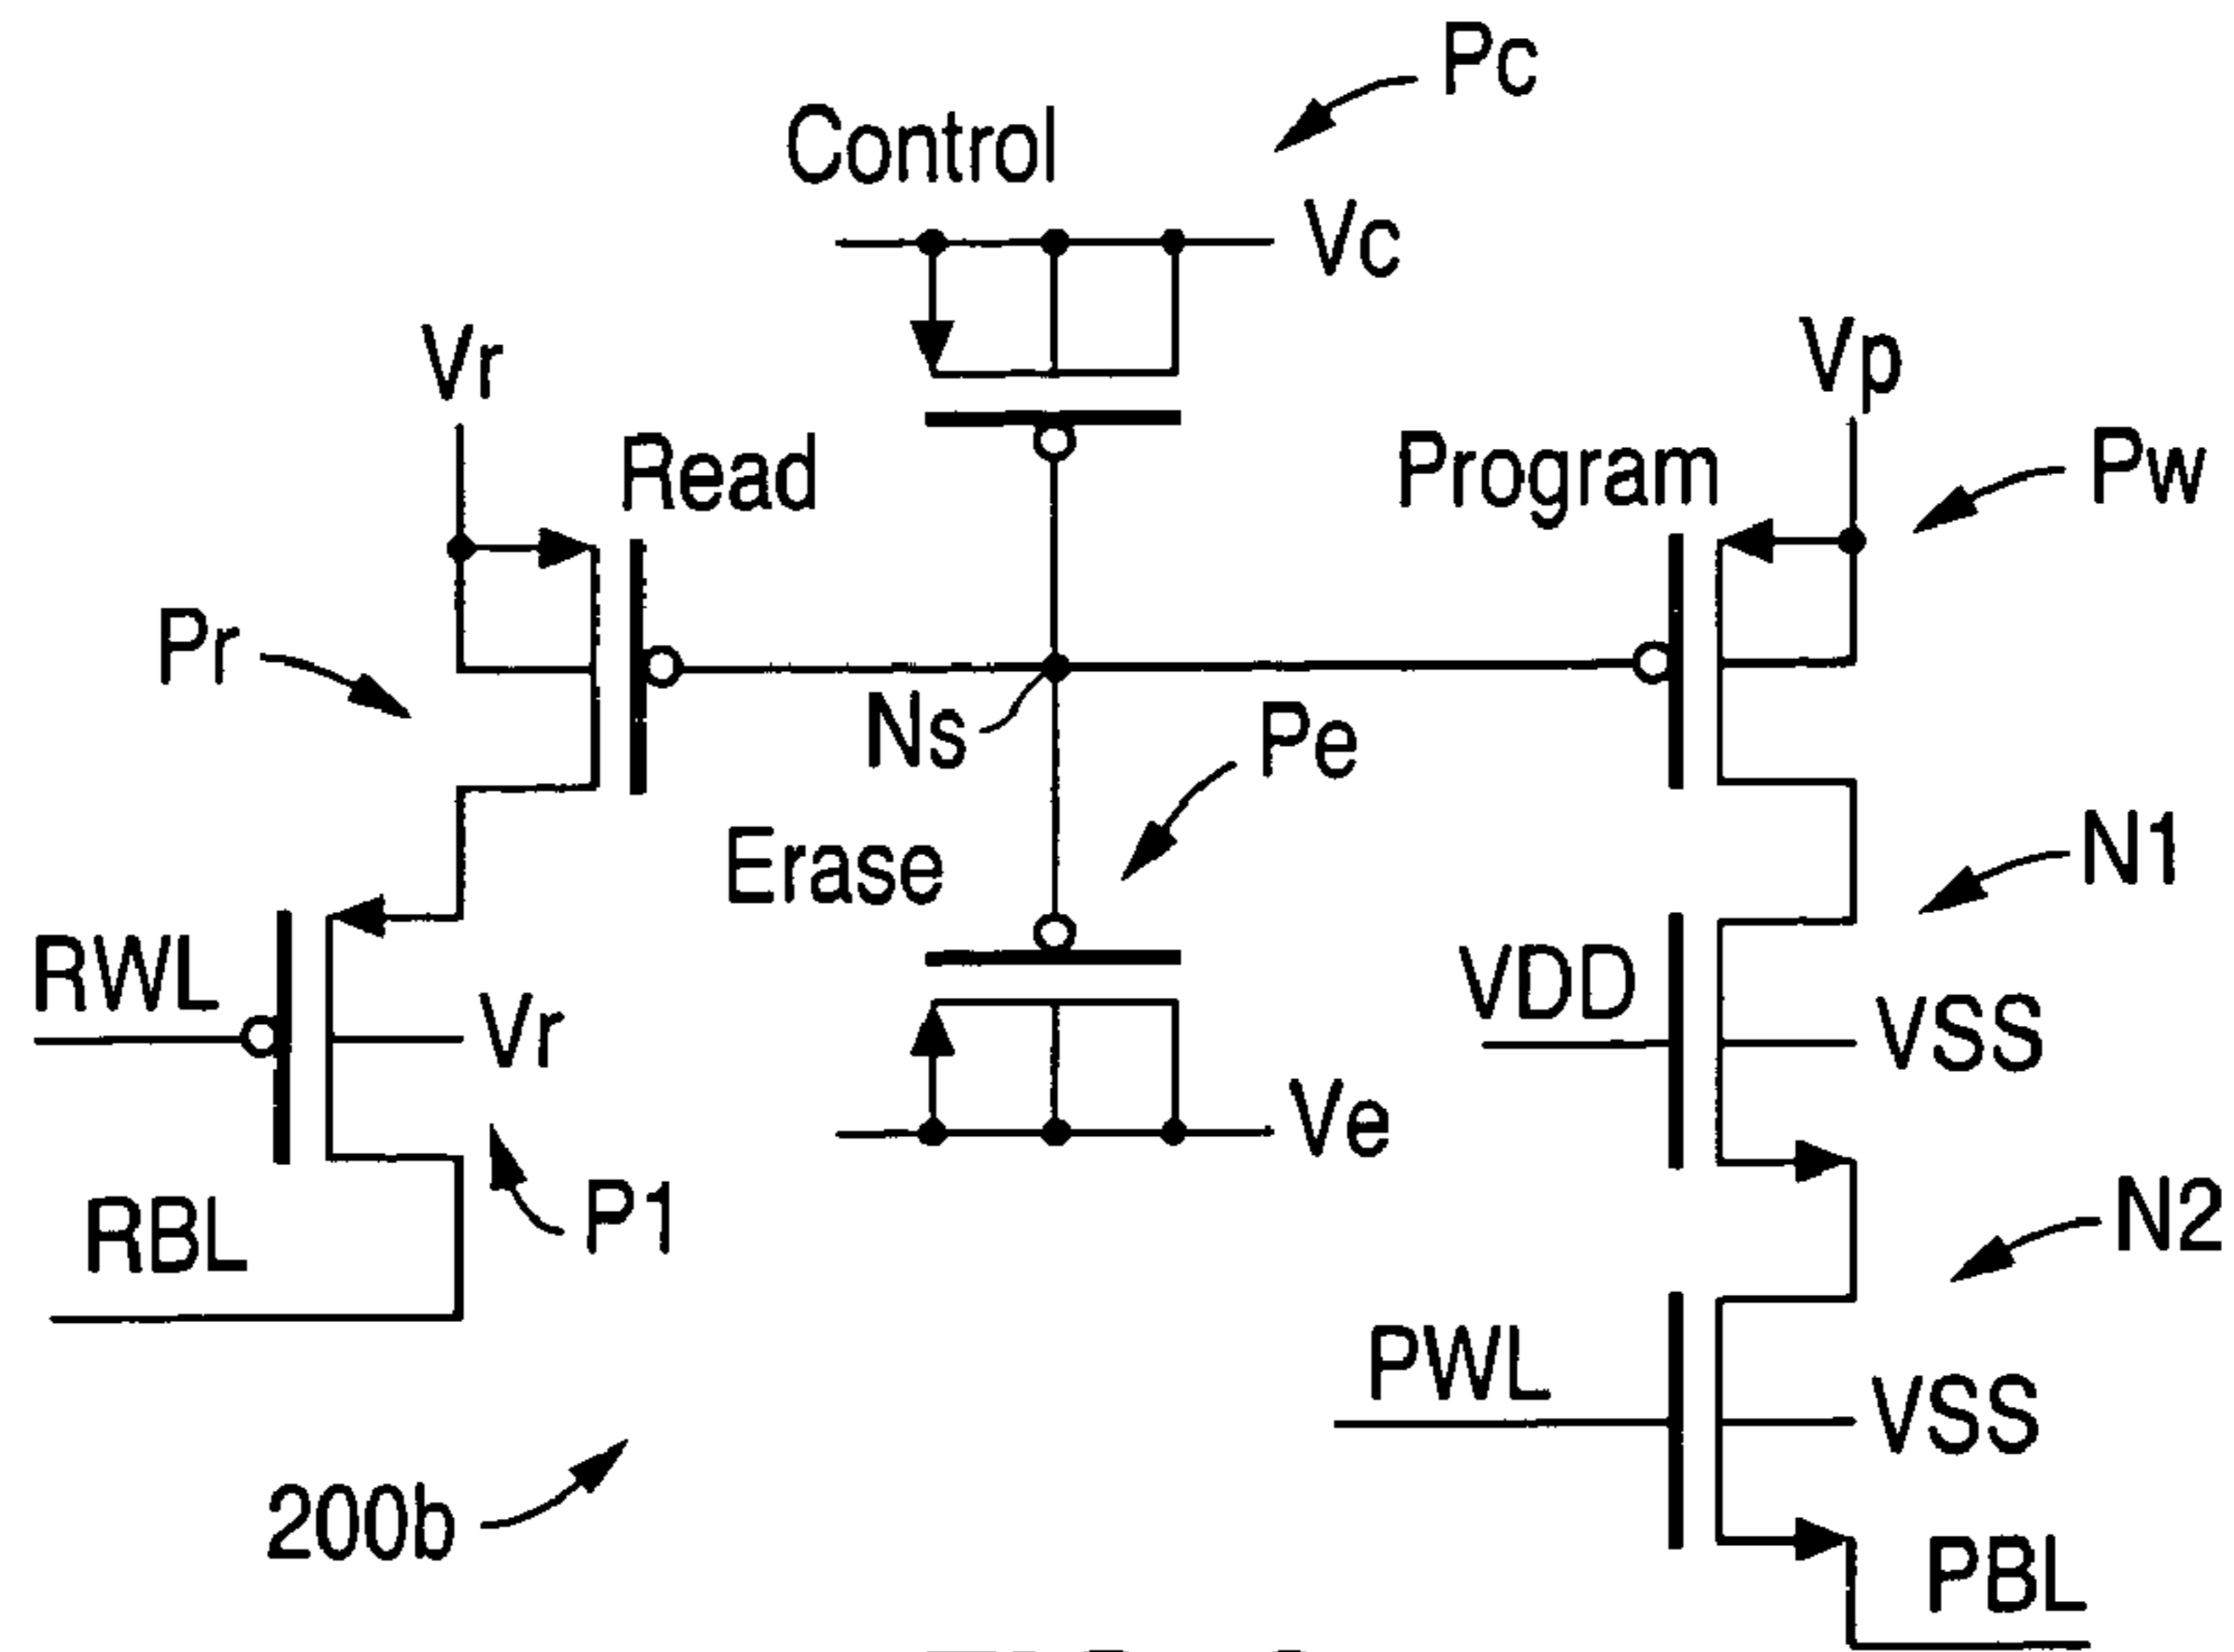 Pc
Control
Vc
Vr
Vp
Read
Program
Pw
Pr
Ns
Pe
Erase
N1
RWL
Vr
VDD
VSS
Ve
P1
RBL
N2
PWL
VSS
200b
PBL